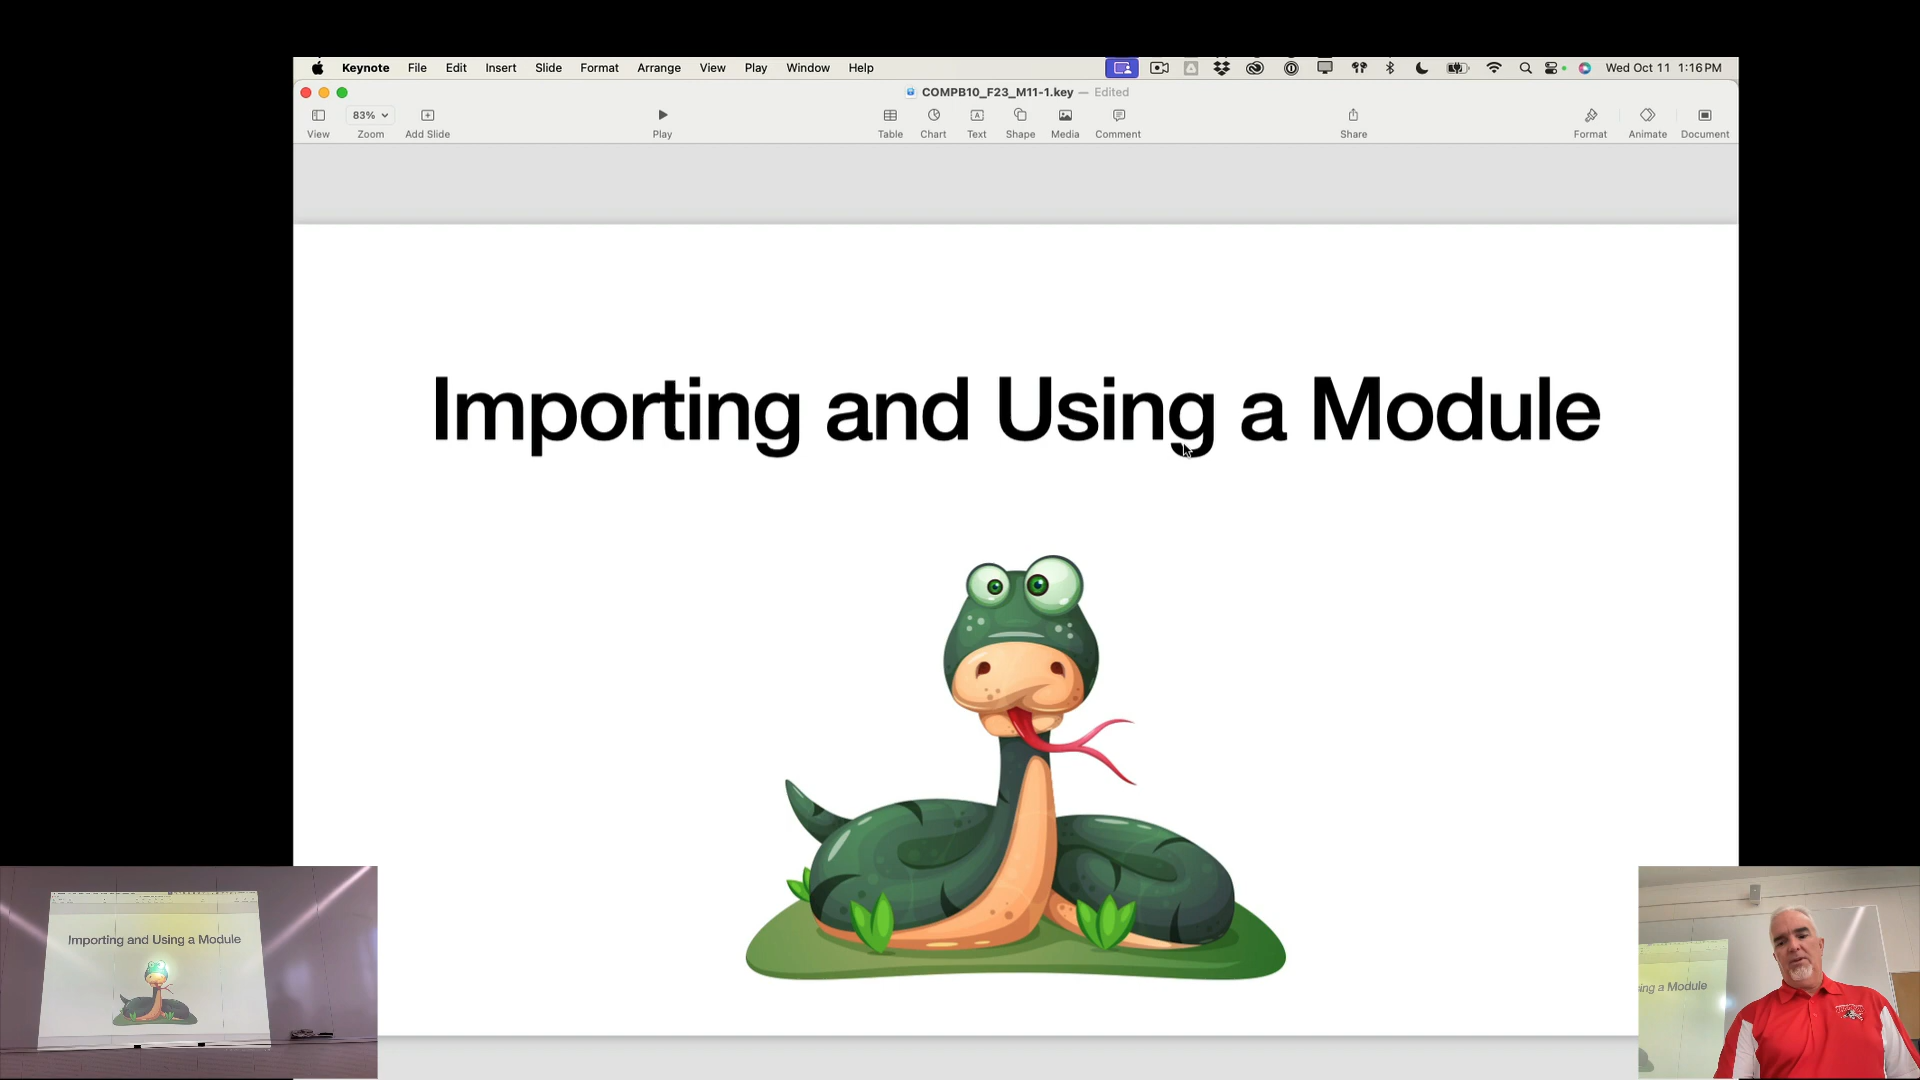 Keynote File Edit Insert Slide Format Arrange View Play Window Help Wed Oct 11 1:16 PM
COMPB10_F23_M11-1.key — Edited
83%
View Zoom Add Slide Play Table Chart Text Shape Media Comment Share Format Animate Document
Importing and Using a Module
Importing and Using a Module
ing a Module